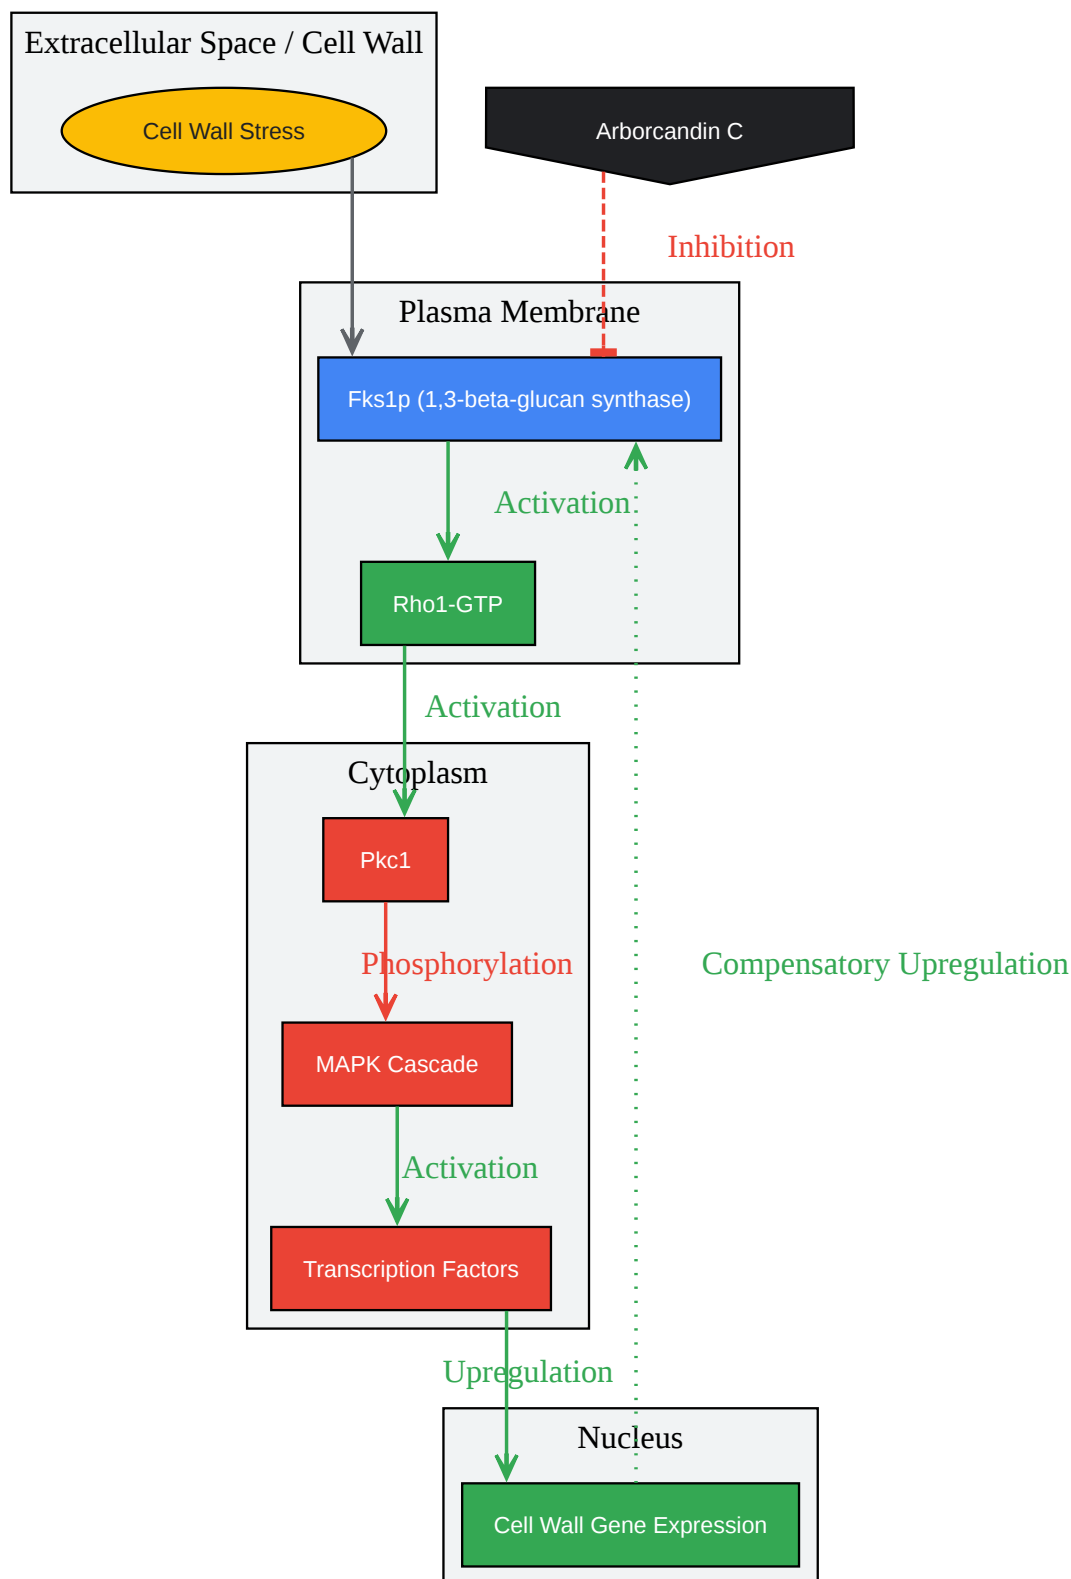 Extracellular Space / Cell Wall
Cell Wall Stress
Arborcandin C
Inhibition
Plasma Membrane
Fks1p (1,3-beta-glucan synthase)
Activation
Rho1-GTP
Activation
Cytoplasm
Pkc1
Phosphorylation
Compensatory Upregulation
MAPK Cascade
Activation
Transcription Factors
Upregulation
Nucleus
Cell Wall Gene Expression